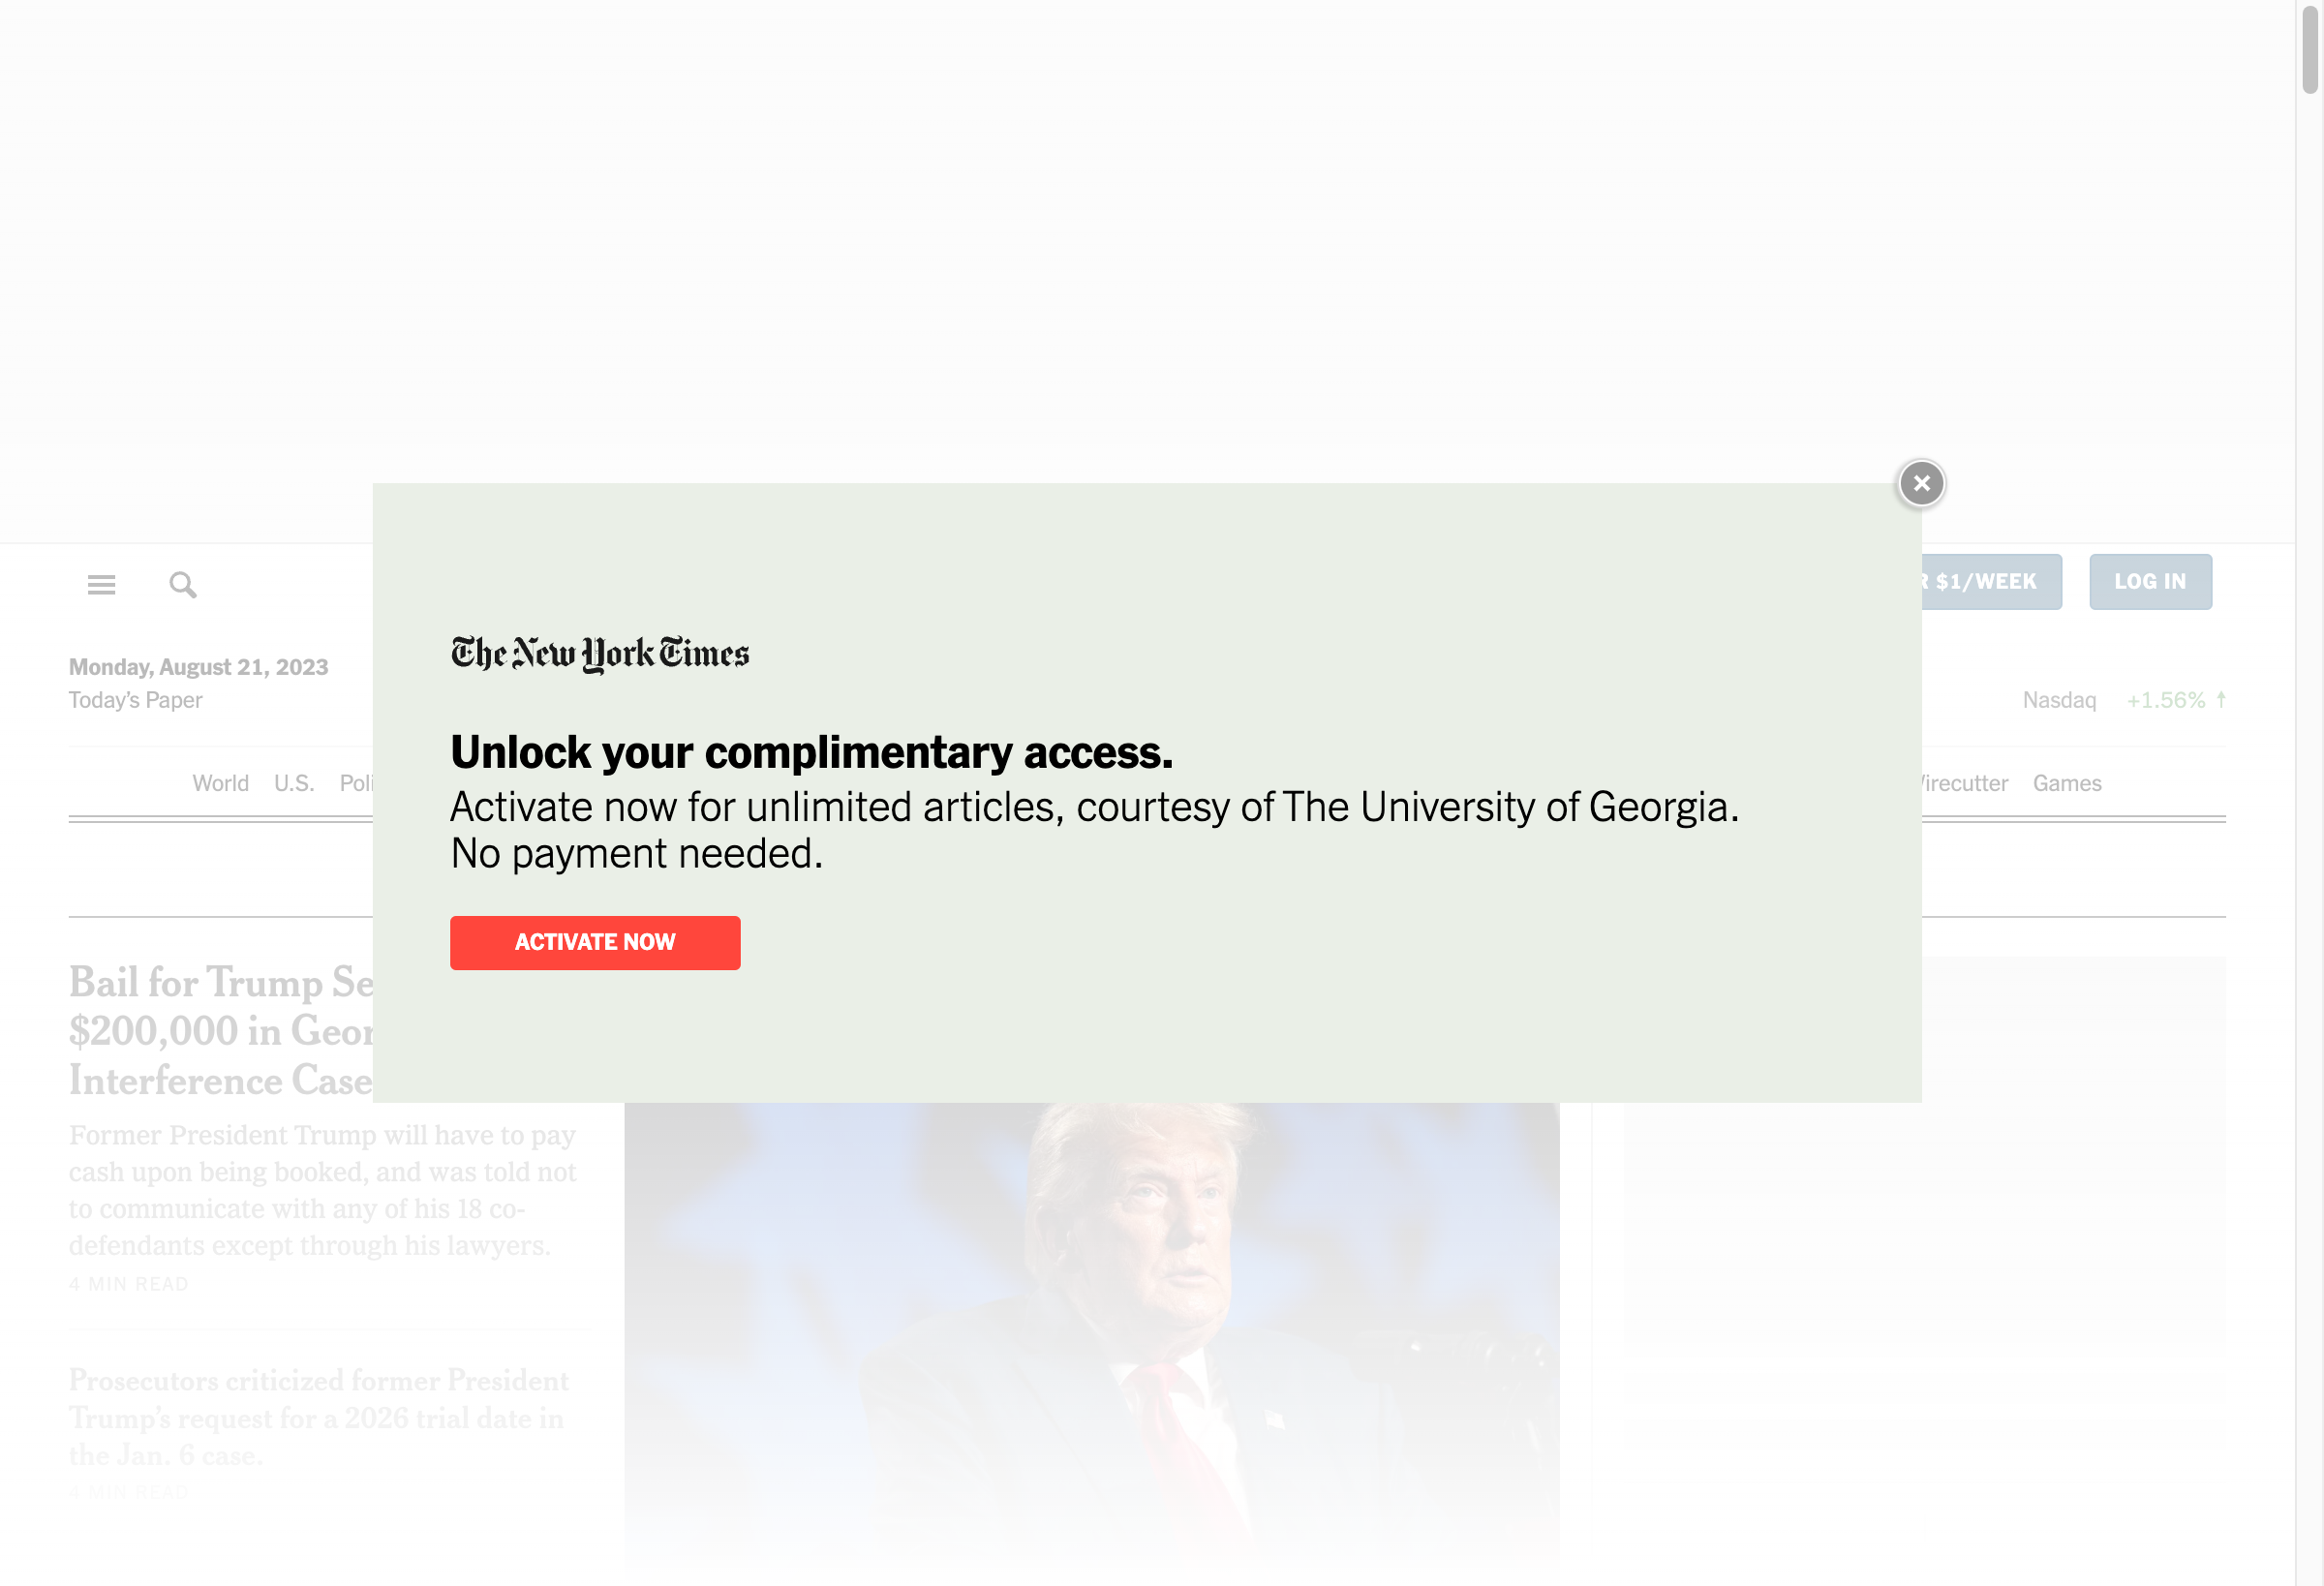 R $1/WEEK
LOG IN
The New York Times
Monday, August 21, 2023
Today’s Paper
Nasdaq +1.56%
Unlock your complimentary access.
World U.S. Poli
irecutter Games
Activate now for unlimited articles, courtesy of The University of Georgia.
No payment needed.
ACTIVATE NOW
Bail for Trump Se
$200,000 in Geor
Interference Case
Former President Trump will have to pay
cash upon being booked, and was told not
to communicate with any of his 18 co-
defendants except through his lawyers.
4 MIN READ
Prosecutors criticized former President
Trump’s request for a 2026 trial date in
the Jan. 6 case.
4 MIN READ